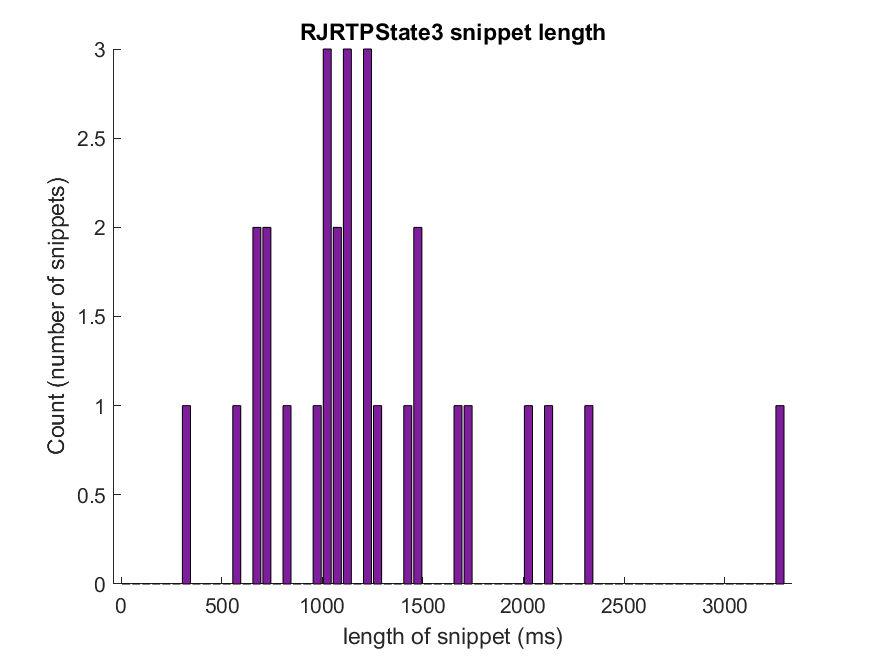 RJRTPState3 snippet length
3
2.5
2
1.5
1
0.5
0
Count (number of snippets)
0 500 1000 1500 2000 2500 3000
length of snippet (ms)